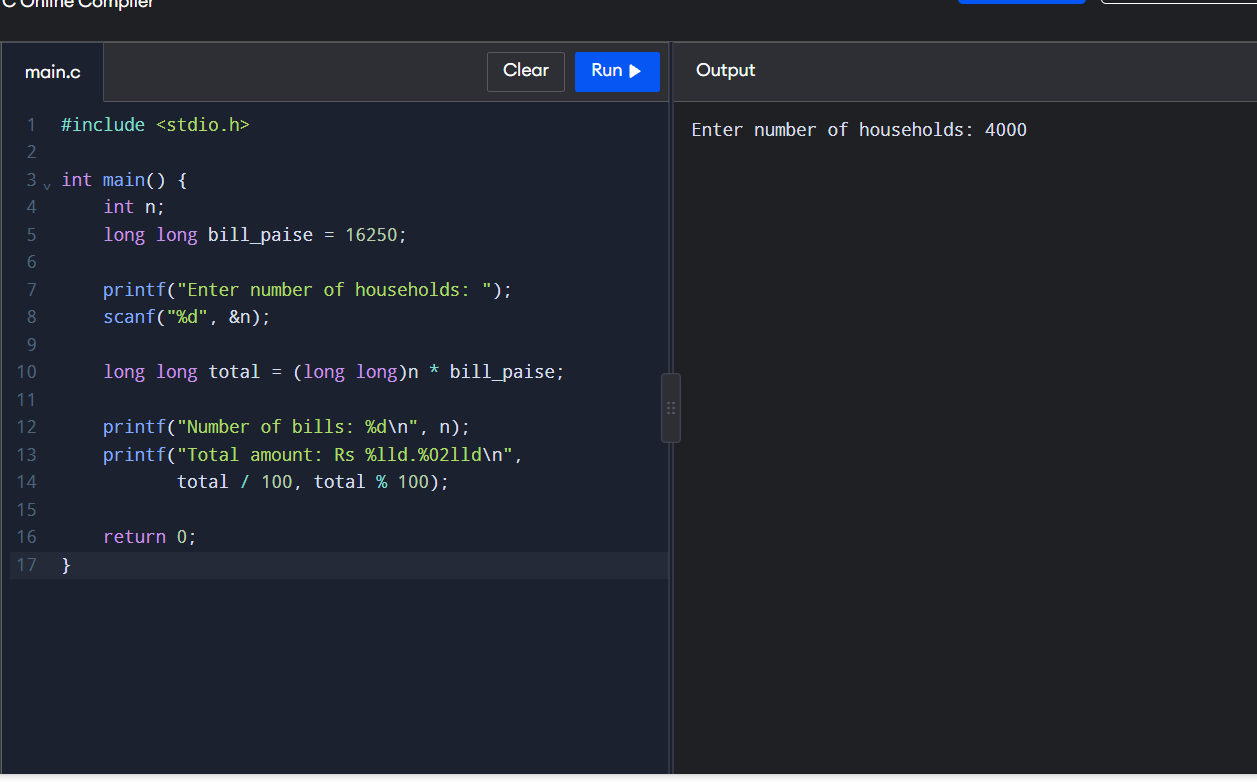 C Online Compiler
main.c
Clear
Run
Output
1 #include <stdio.h>
2
3 int main() {
4     int n;
5     long long bill_paise = 16250;
6
7     printf("Enter number of households: ");
8     scanf("%d", &n);
9
10     long long total = (long long)n * bill_paise;
11
12     printf("Number of bills: %d\n", n);
13     printf("Total amount: Rs %lld.%02lld\n",
14            total / 100, total % 100);
15
16     return 0;
17 }
Enter number of households: 4000